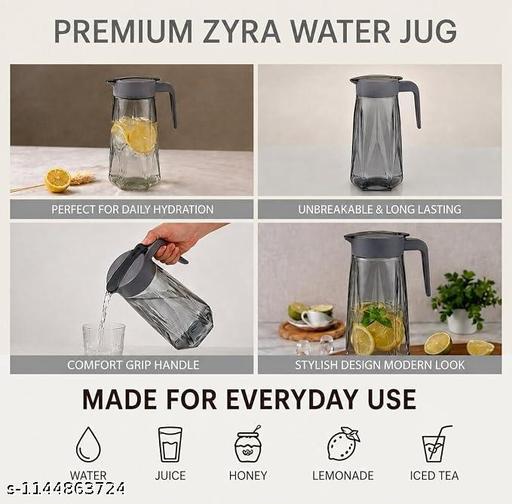 PREMIUM ZYRA WATER JUG
PERFECT FOR DAILY HYDRATION
UNBREAKABLE & LONG LASTING
COMFORT GRIP HANDLE
STYLISH DESIGN MODERN LOOK
MADE FOR EVERYDAY USE
WATER
JUICE
HONEY
LEMONADE
ICED TEA
s-1144863724